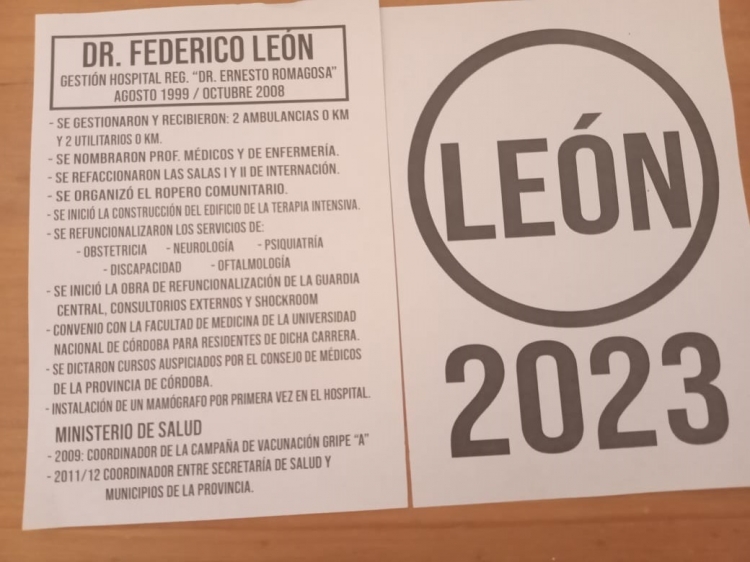 DR. FEDERICO LEÓN
GESTIÓN HOSPITAL REG. "DR. ERNESTO ROMAGOSA"
AGOSTO 1999 / OCTUBRE 2008
- SE GESTIONARON Y RECIBIERON: 2 AMBULANCIAS 0 KM
Y 2 UTILITARIOS 0 KM.
- SE NOMBRARON PROF. MÉDICOS Y DE ENFERMERÍA.
- SE REFACCIONARON LAS SALAS I Y II DE INTERNACIÓN.
- SE ORGANIZÓ EL ROPERO COMUNITARIO.
- SE INICIÓ LA CONSTRUCCIÓN DEL EDIFICIO DE LA TERAPIA INTENSIVA.
- SE REFUNCIONALIZARON LOS SERVICIOS DE:
- OBSTETRICIA - NEUROLOGÍA - PSIQUIATRÍA
- DISCAPACIDAD - OFTALMOLOGÍA
- SE INICIÓ LA OBRA DE REFUNCIONALIZACIÓN DE LA GUARDIA
CENTRAL, CONSULTORIOS EXTERNOS Y SHOCKROOM
- CONVENIO CON LA FACULTAD DE MEDICINA DE LA UNIVERSIDAD
NACIONAL DE CÓRDOBA PARA RESIDENTES DE DICHA CARRERA.
- SE DICTARON CURSOS AUSPICIADOS POR EL CONSEJO DE MÉDICOS
DE LA PROVINCIA DE CÓRDOBA.
- INSTALACIÓN DE UN MAMÓGRAFO POR PRIMERA VEZ EN EL HOSPITAL.
MINISTERIO DE SALUD
- 2009: COORDINADOR DE LA CAMPAÑA DE VACUNACIÓN GRIPE "A"
- 2011/12 COORDINADOR ENTRE SECRETARÍA DE SALUD Y
MUNICIPIOS DE LA PROVINCIA.
LEÓN
2023